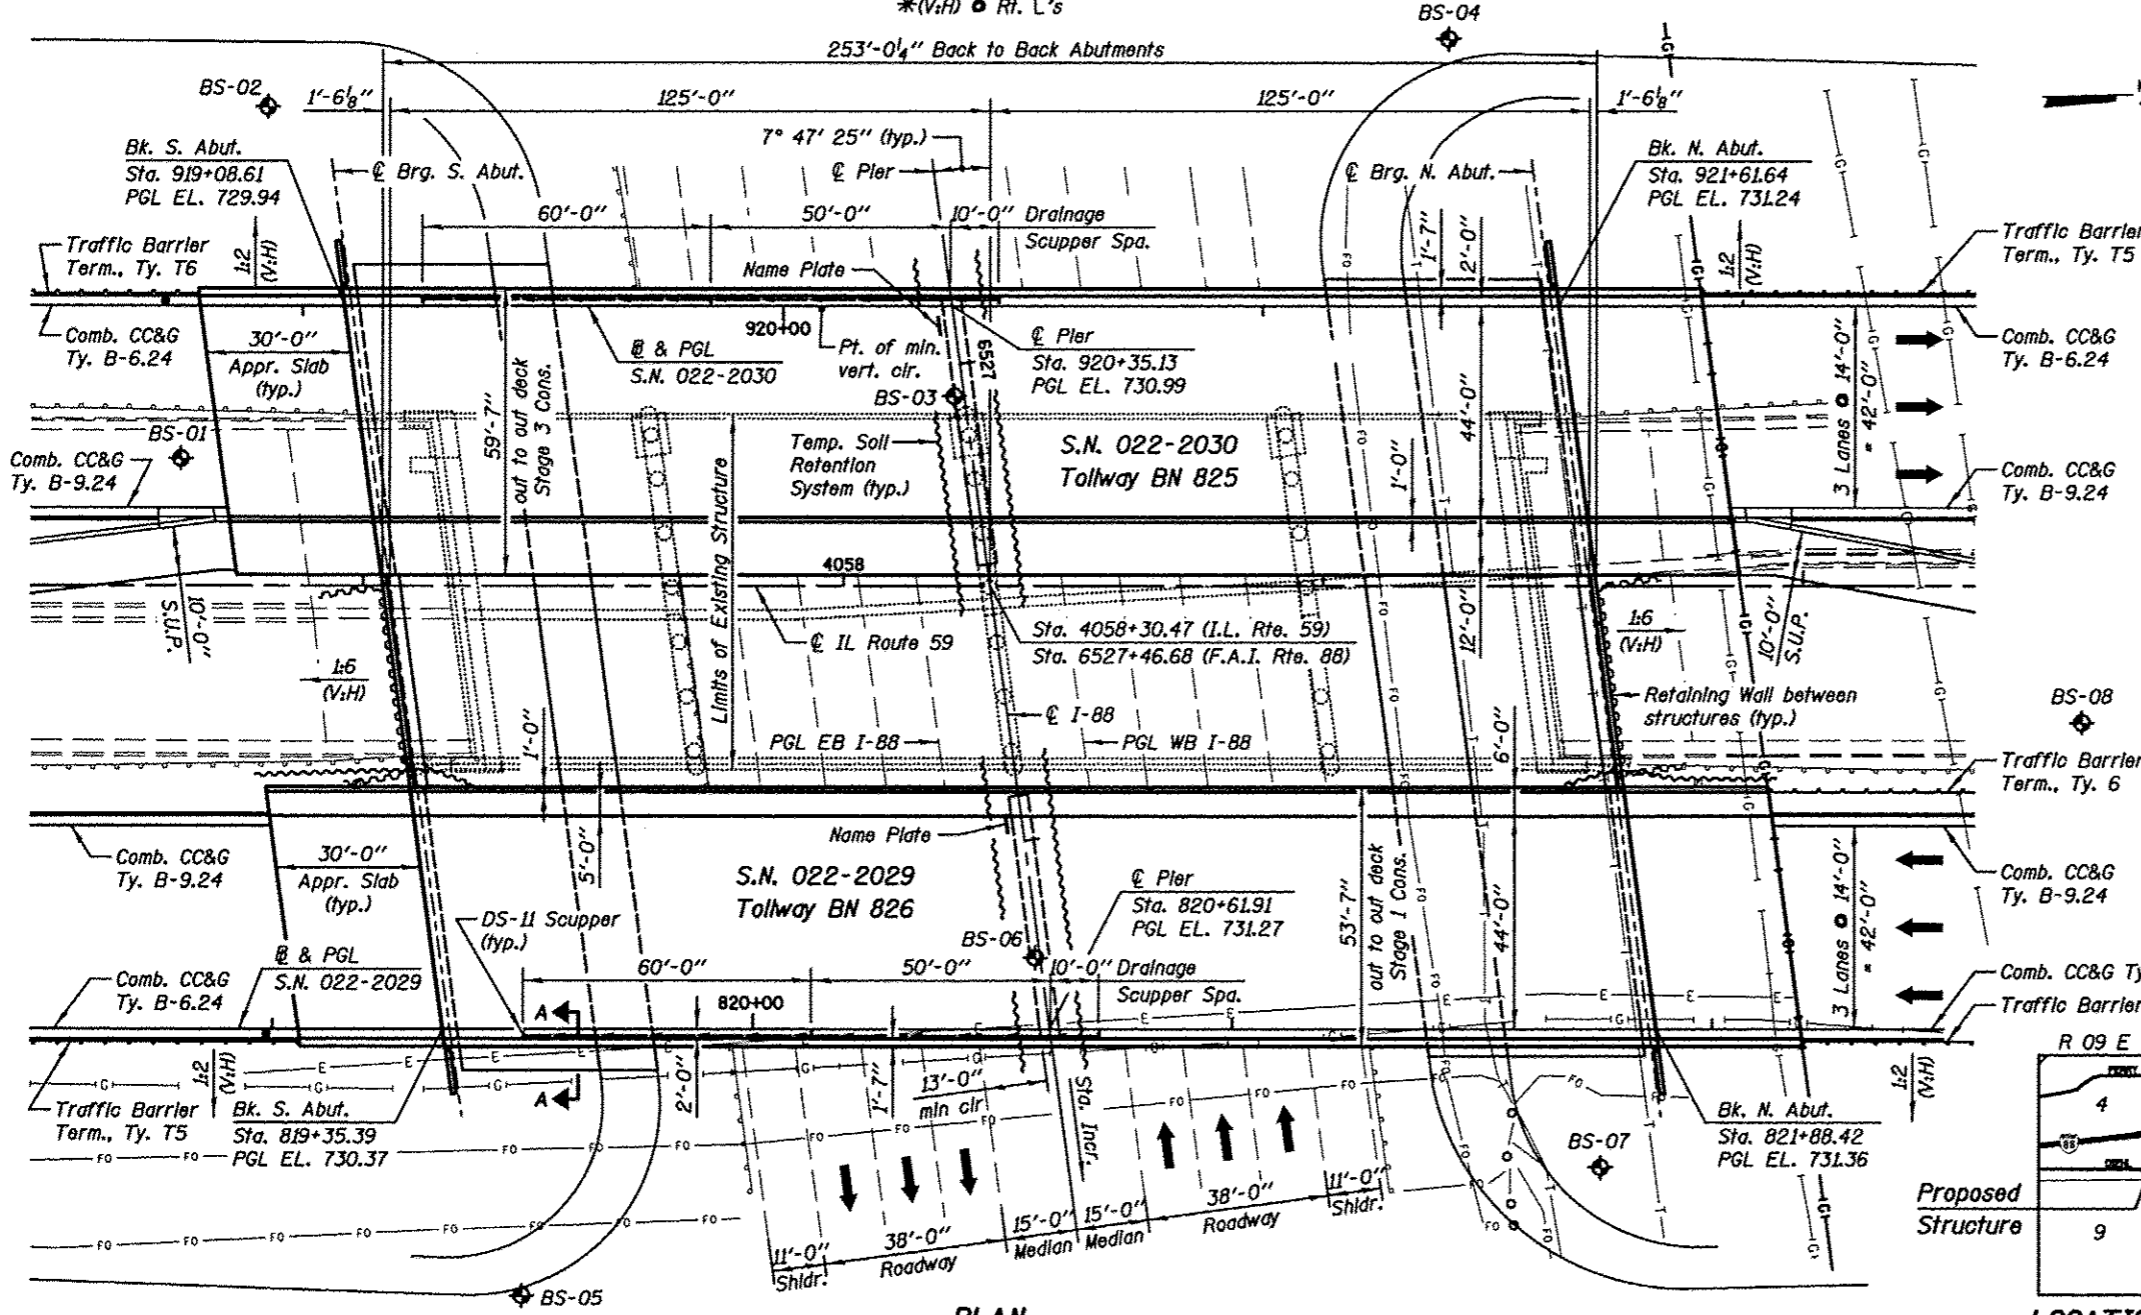 *(V:H) @ Rt. L's
BS-04
253'-0 1/4" Back to Back Abutments
BS-02
1'-6 1/8"
125'-0"
125'-0"
1'-6 1/8"
7° 47' 25" (typ.)
Bk. S. Abut.
Sta. 919+08.61
PGL EL. 729.94
℄ Brg. S. Abut.
℄ Pier
℄ Brg. N. Abut.
Bk. N. Abut.
Sta. 921+61.64
PGL EL. 731.24
60'-0"
50'-0"
10'-0" Drainage
Scupper Spa.
Traffic Barrier
Term., Ty. T6
1:2
(V:H)
Name Plate
1'-7"
2'-0"
1:2
(V:H)
Traffic Barrier
Term., Ty. T5
Comb. CC&G
Ty. B-6.24
30'-0"
Appr. Slab
(typ.)
59'-7"
out to out deck
Stage 3 Cons.
& PGL
S.N. 022-2030
920+00
Pt. of min.
vert. clr.
6527
℄ Pier
Sta. 920+35.13
PGL EL. 730.99
44'-0"
3 Lanes @ 14'-0"
= 42'-0"
Comb. CC&G
Ty. B-6.24
BS-01
BS-03
Comb. CC&G
Ty. B-9.24
Temp. Soil
Retention
System (typ.)
S.N. 022-2030
Tollway BN 825
1'-0"
Comb. CC&G
Ty. B-9.24
Limits of Existing Structure
4058
10'-0"
S.U.P.
℄ IL Route 59
Sta. 4058+30.47 (I.L. Rte. 59)
Sta. 6527+46.68 (F.A.I. Rte. 88)
12'-0"
1:6
(V:H)
10'-0"
S.U.P.
1:6
(V:H)
Retaining Wall between
structures (typ.)
BS-08
℄ I-88
PGL EB I-88
PGL WB I-88
1'-0"
6'-0"
Traffic Barrier
Term., Ty. 6
Name Plate
Comb. CC&G
Ty. B-9.24
30'-0"
Appr. Slab
(typ.)
5'-0"
S.N. 022-2029
Tollway BN 826
℄ Pier
Sta. 820+61.91
PGL EL. 731.27
53'-7"
out to out deck
Stage 1 Cons.
44'-0"
3 Lanes @ 14'-0"
= 42'-0"
Comb. CC&G
Ty. B-9.24
DS-11 Scupper
(typ.)
BS-06
& PGL
S.N. 022-2029
Comb. CC&G
Ty. B-6.24
60'-0"
50'-0"
10'-0" Drainage
Scupper Spa.
A
820+00
Comb. CC&G Ty
Traffic Barrier
1:2
(V:H)
2'-0"
1'-7"
13'-0"
min clr
Sta. Incr.
1:2
(V:H)
R 09 E
Traffic Barrier
Term., Ty. T5
Bk. S. Abut.
Sta. 819+35.39
PGL EL. 730.37
A
Bk. N. Abut.
Sta. 821+88.42
PGL EL. 731.36
BS-07
4
88
Proposed
Structure
9
11'-0"
Shldr.
38'-0"
Roadway
15'-0"
Median
15'-0"
Median
38'-0"
Roadway
11'-0"
Shldr.
BS-05
PLAN